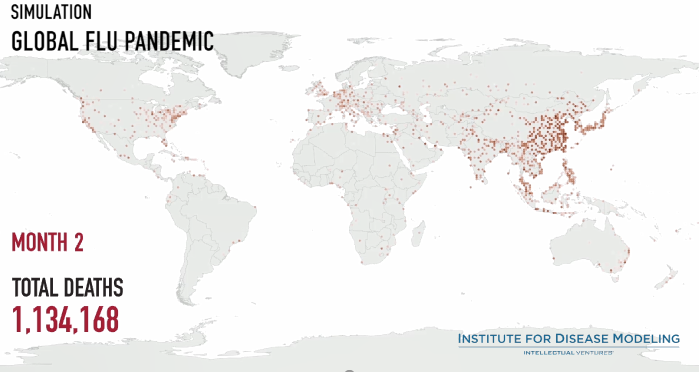 SIMULATION
GLOBAL FLU PANDEMIC
MONTH 2
TOTAL DEATHS
1,134,168
INSTITUTE FOR DISEASE MODELING
INTELLECTUAL VENTURES®